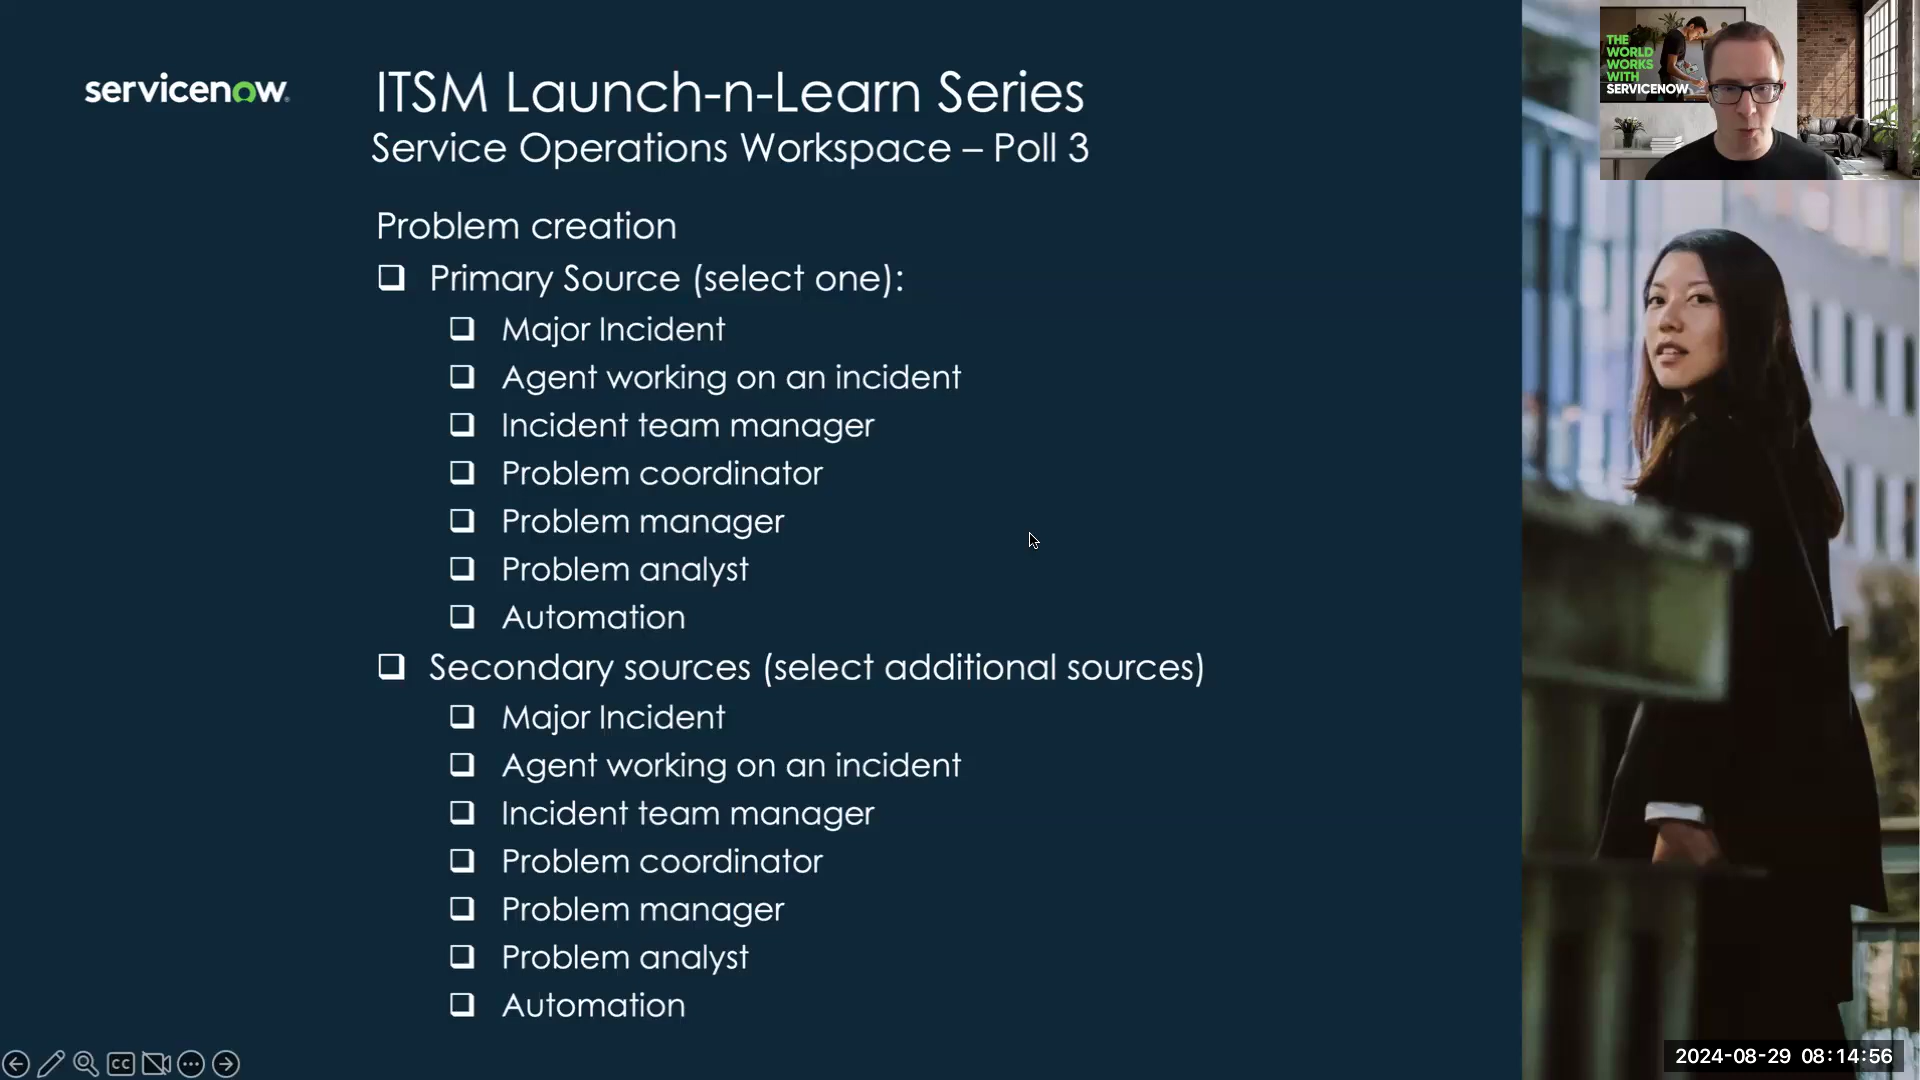 servicenow
ITSM Launch-n-Learn Series
Service Operations Workspace – Poll 3
Problem creation
Primary Source (select one):
Major Incident
Agent working on an incident
Incident team manager
Problem coordinator
Problem manager
Problem analyst
Automation
Secondary sources (select additional sources)
Major Incident
Agent working on an incident
Incident team manager
Problem coordinator
Problem manager
Problem analyst
Automation
THE
WORLD
WORKS
WITH
SERVICENOW
CC
2024-08-29 08:14:56